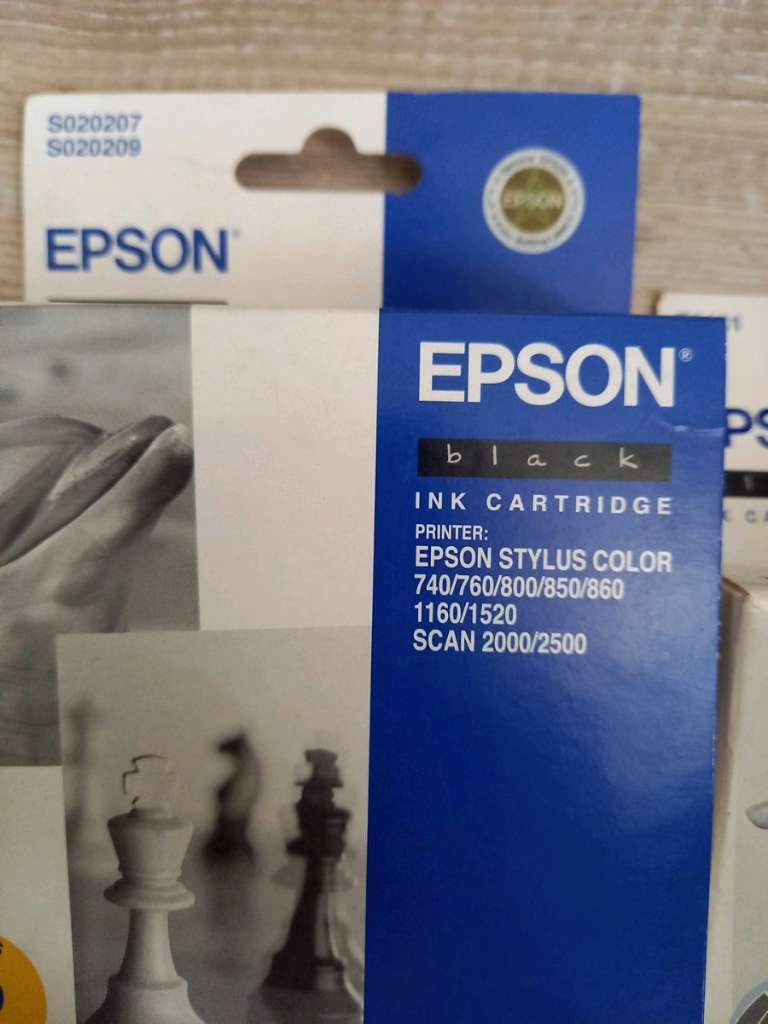 S020207
S020209
EPSON
EPSON
EPSON®
black
INK CARTRIDGE
PRINTER:
EPSON STYLUS COLOR
740/760/800/850/860
1160/1520
SCAN 2000/2500